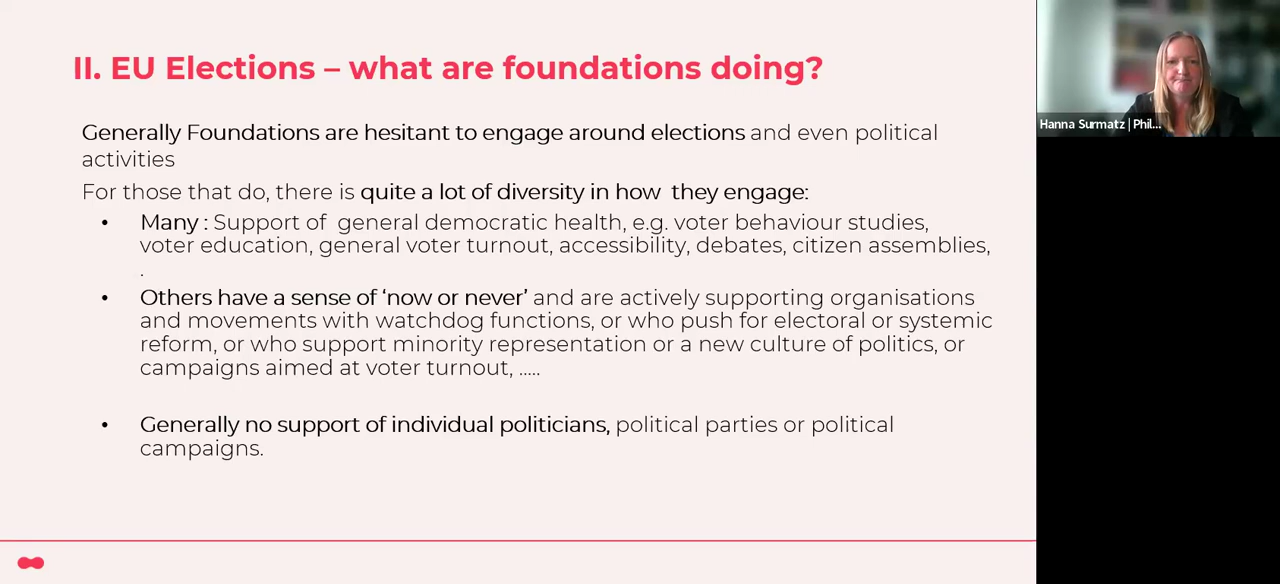 II. EU Elections – what are foundations doing?
Generally Foundations are hesitant to engage around elections and even political
activities
For those that do, there is quite a lot of diversity in how  they engage:
• Many : Support of  general democratic health, e.g. voter behaviour studies,
voter education, general voter turnout, accessibility, debates, citizen assemblies,
.
• Others have a sense of ‘now or never’ and are actively supporting organisations
and movements with watchdog functions, or who push for electoral or systemic
reform, or who support minority representation or a new culture of politics, or
campaigns aimed at voter turnout, .....
• Generally no support of individual politicians, political parties or political
campaigns.
Hanna Surmatz | Phil...